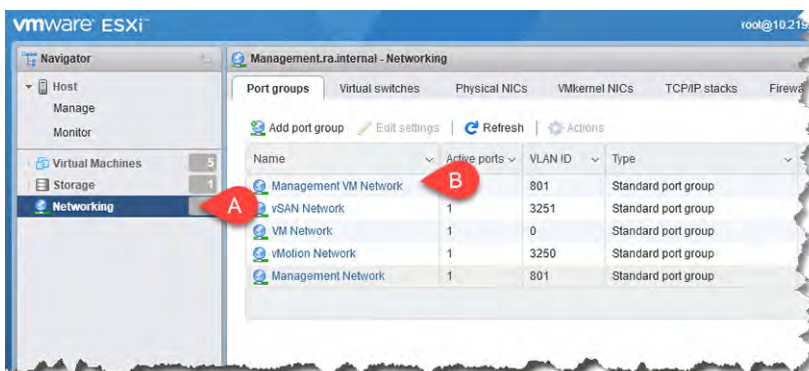 vmware ESXi
root@10.219
Navigator
Management.ra.internal - Networking
Host
Manage
Monitor
Virtual Machines 5
Storage 1
Networking
A
Port groups Virtual switches Physical NICs VMkernel NICs TCP/IP stacks Firewa
Add port group Edit settings Refresh Actions
Name Active ports VLAN ID Type
Management VM Network 801 Standard port group
B
vSAN Network 1 3251 Standard port group
VM Network 1 0 Standard port group
vMotion Network 1 3250 Standard port group
Management Network 1 801 Standard port group